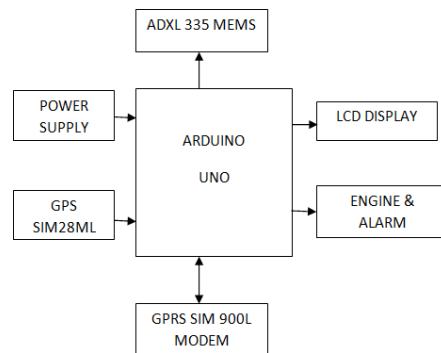 ADXL 335 MEMS
POWER
SUPPLY
ARDUINO
UNO
LCD DISPLAY
GPS
SIM28ML
ENGINE &
ALARM
GPRS SIM 900L
MODEM